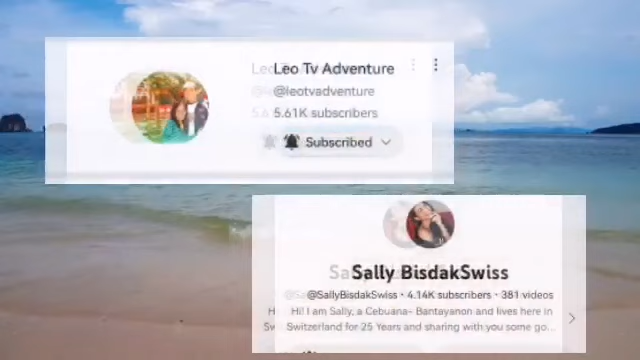 Leo Tv Adventure
@leotvadventure
5.61K subscribers
Subscribed
Sally BisdakSwiss
@SallyBisdakSwiss • 4.14K subscribers • 381 videos
Hi! I am Sally, a Cebuana- Bantayanon and lives here in
Switzerland for 25 Years and sharing with you some go...